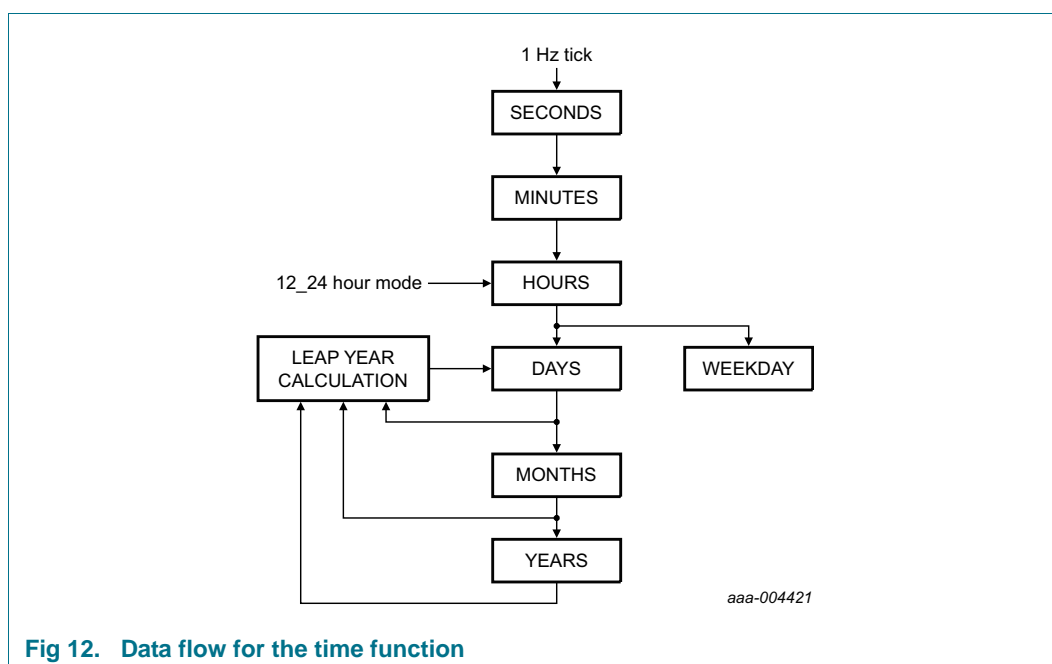 1 Hz tick
SECONDS
MINUTES
12_24 hour mode
HOURS
LEAP YEAR
CALCULATION
DAYS
WEEKDAY
MONTHS
YEARS
aaa-004421
Fig 12. Data flow for the time function